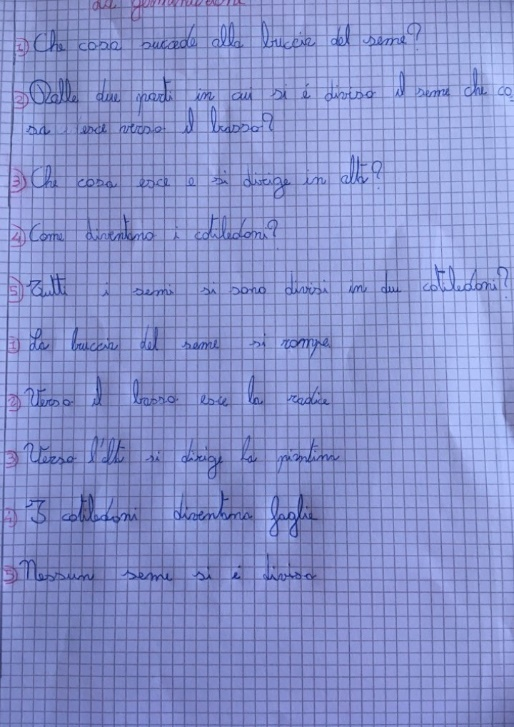 La germinazione
1) Che cosa succede alla buccia del seme?
2) Dalle due parti in cui si è diviso il seme che co
sa esce verso il basso?
3) Che cosa esce e si dirige in alto?
4) Come diventano i cotiledoni?
5) Tutti i semi si sono divisi in due cotiledoni?
1) La buccia del seme si rompe
2) Verso il basso esce la radice
3) Verso l'alto si dirige la piantina
4) I cotiledoni diventano foglie
5) Nessun seme si è diviso